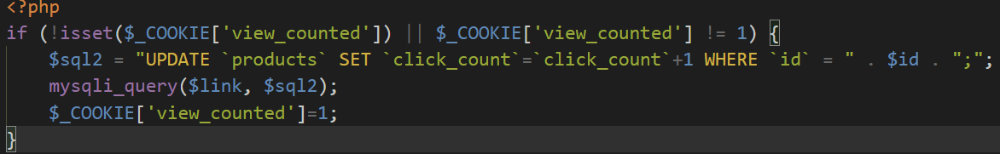 <?php
if (!isset($_COOKIE['view_counted']) || $_COOKIE['view_counted'] != 1) {
    $sql2 = "UPDATE `products` SET `click_count`=`click_count`+1 WHERE `id` = " . $id . ";";
    mysqli_query($link, $sql2);
    $_COOKIE['view_counted']=1;
}